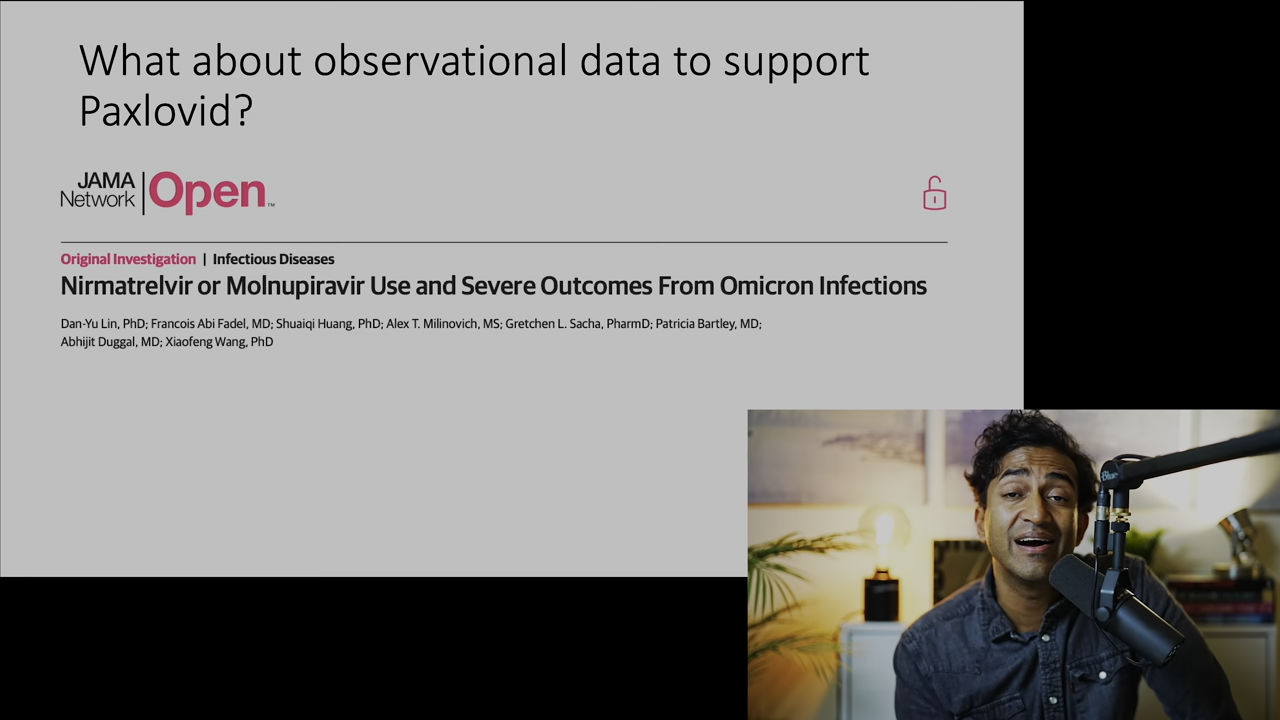 What about observational data to support
Paxlovid?
JAMA
Network
Open™
Original Investigation | Infectious Diseases
Nirmatrelvir or Molnupiravir Use and Severe Outcomes From Omicron Infections
Dan-Yu Lin, PhD; Francois Abi Fadel, MD; Shuaiqi Huang, PhD; Alex T. Milinovich, MS; Gretchen L. Sacha, PharmD; Patricia Bartley, MD;
Abhijit Duggal, MD; Xiaofeng Wang, PhD